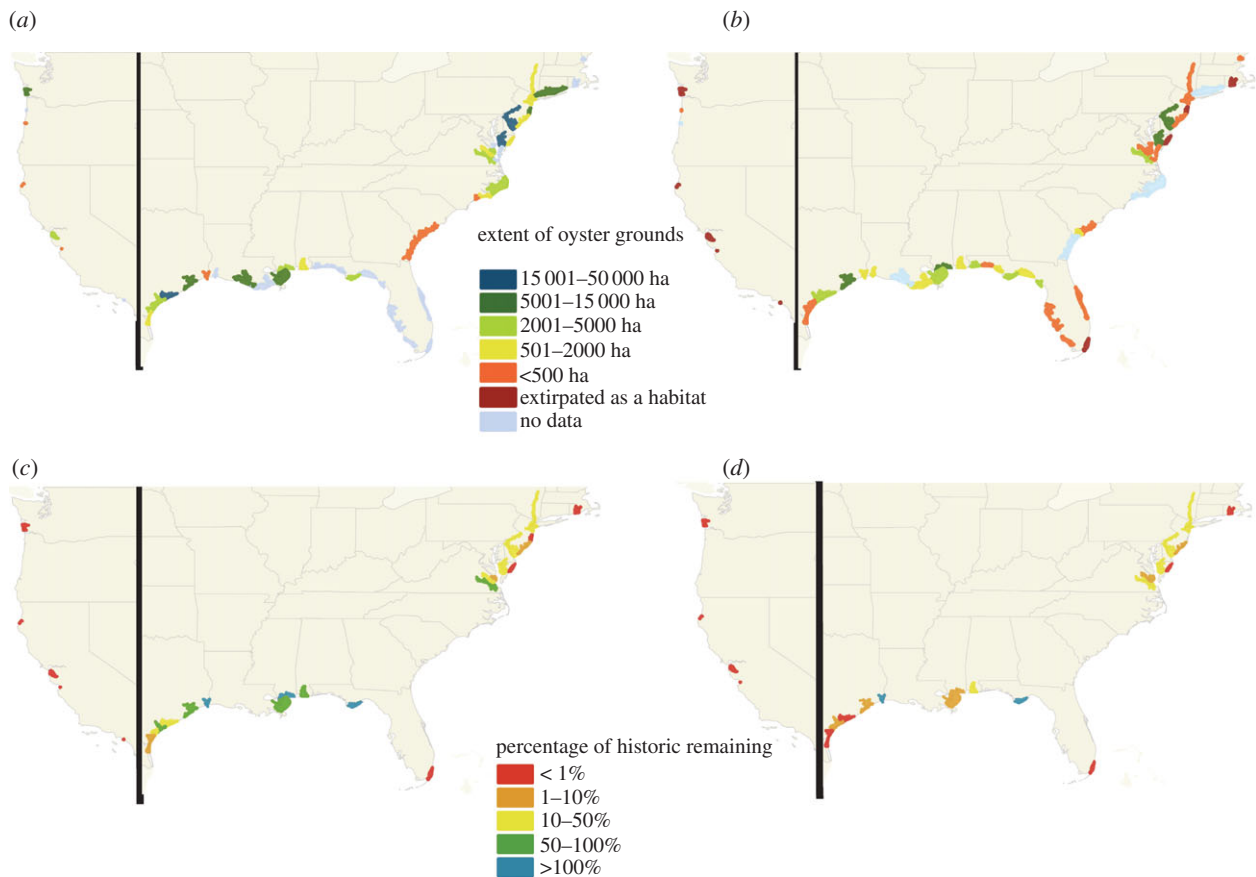 (a)
(b)
extent of oyster grounds
15 001–50 000 ha
5001–15 000 ha
2001–5000 ha
501–2000 ha
<500 ha
extirpated as a habitat
no data
(c)
(d)
percentage of historic remaining
< 1%
1–10%
10–50%
50–100%
>100%